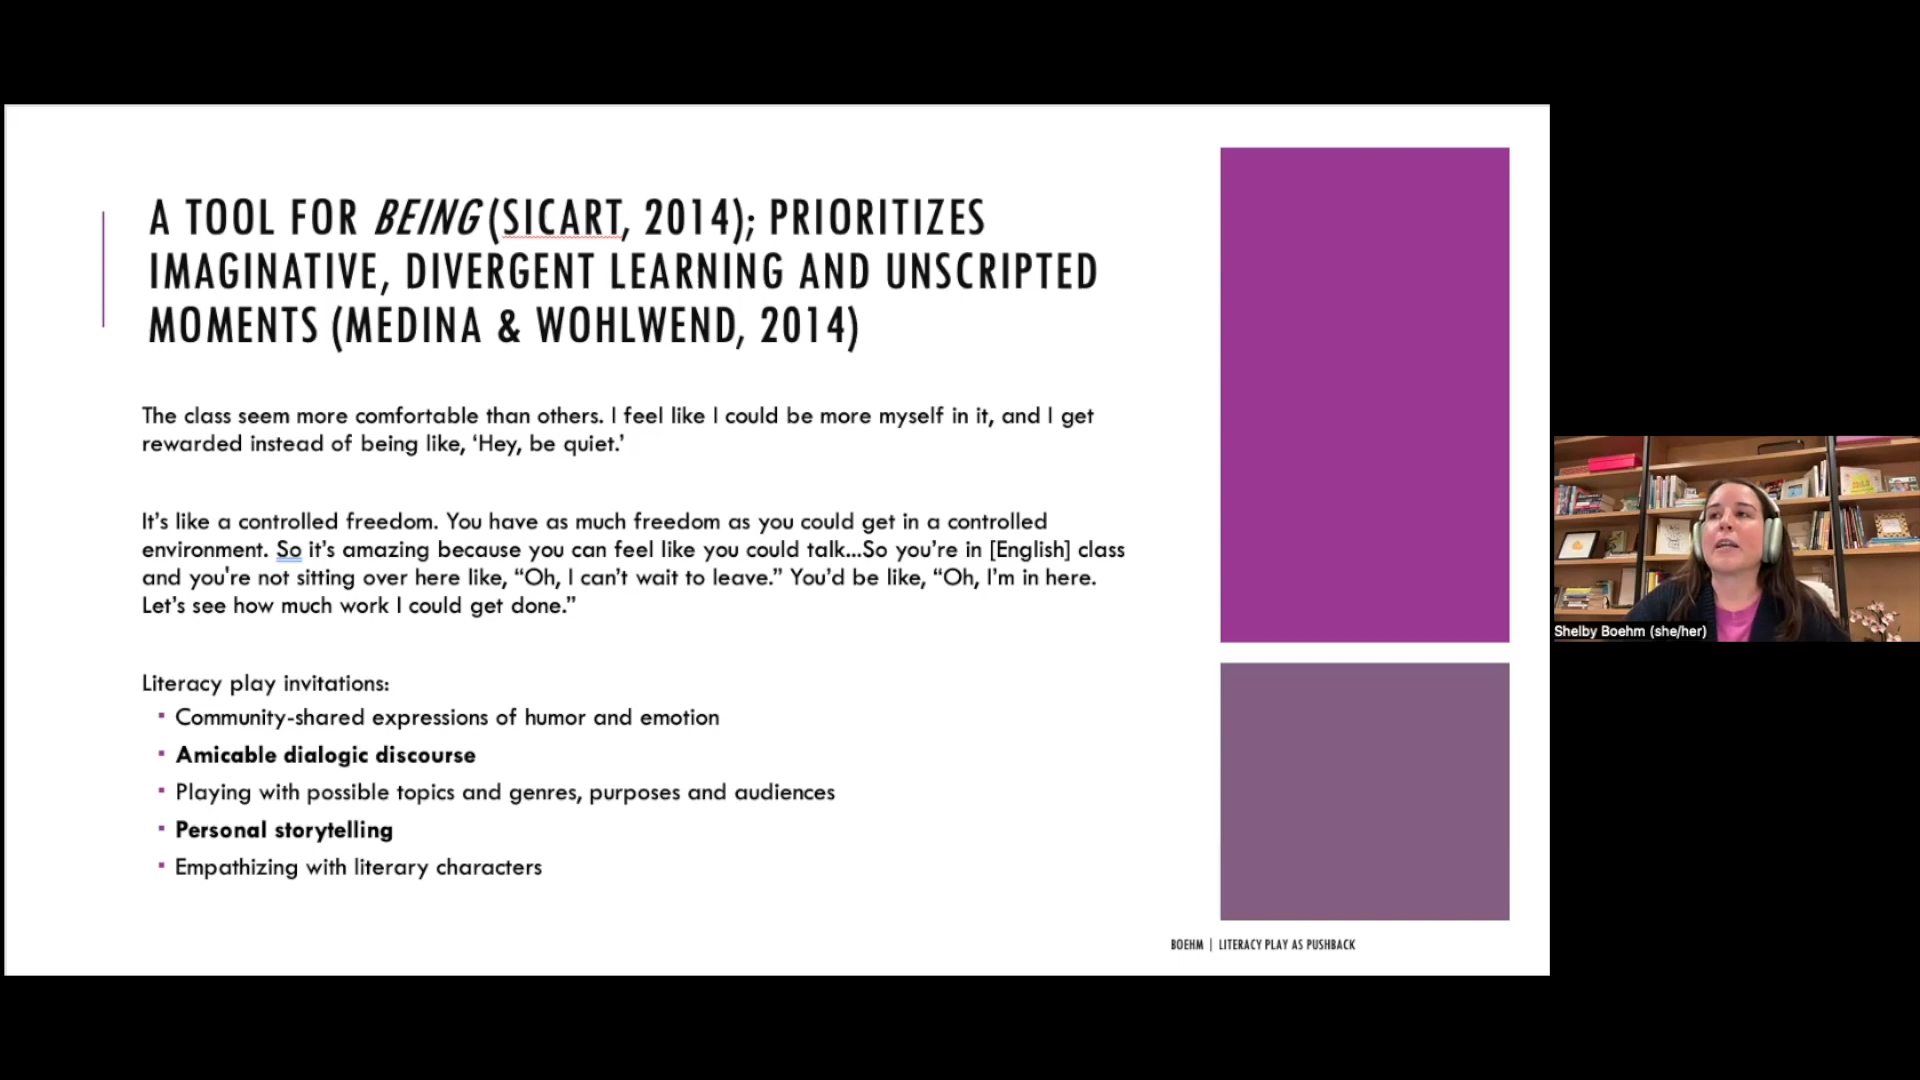 A TOOL FOR BEING (SICART, 2014); PRIORITIZES
IMAGINATIVE, DIVERGENT LEARNING AND UNSCRIPTED
MOMENTS (MEDINA & WOHLWEND, 2014)
The class seem more comfortable than others. I feel like I could be more myself in it, and I get
rewarded instead of being like, ‘Hey, be quiet.’
It’s like a controlled freedom. You have as much freedom as you could get in a controlled
environment. So it’s amazing because you can feel like you could talk...So you’re in [English] class
and you're not sitting over here like, “Oh, I can’t wait to leave.” You’d be like, “Oh, I’m in here.
Let’s see how much work I could get done.”
Literacy play invitations:
▪ Community-shared expressions of humor and emotion
▪ Amicable dialogic discourse
▪ Playing with possible topics and genres, purposes and audiences
▪ Personal storytelling
▪ Empathizing with literary characters
BOEHM | LITERACY PLAY AS PUSHBACK
Shelby Boehm (she/her)